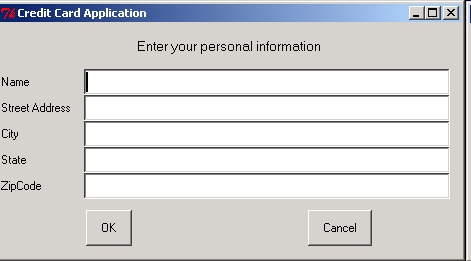 Credit Card Application
Enter your personal information
Name
Street Address
City
State
ZipCode
OK Cancel